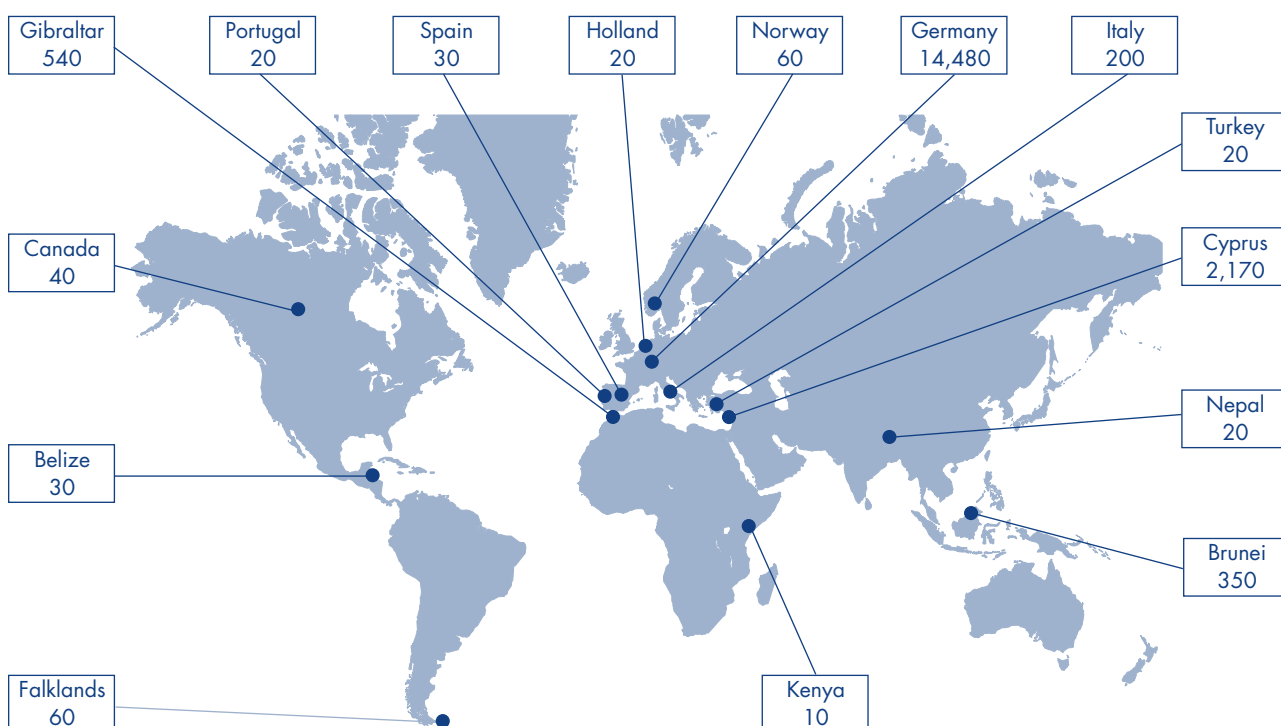 Gibraltar
540
Portugal
20
Spain
30
Holland
20
Norway
60
Germany
14,480
Italy
200
Turkey
20
Canada
40
Cyprus
2,170
Nepal
20
Belize
30
Brunei
350
Falklands
60
Kenya
10